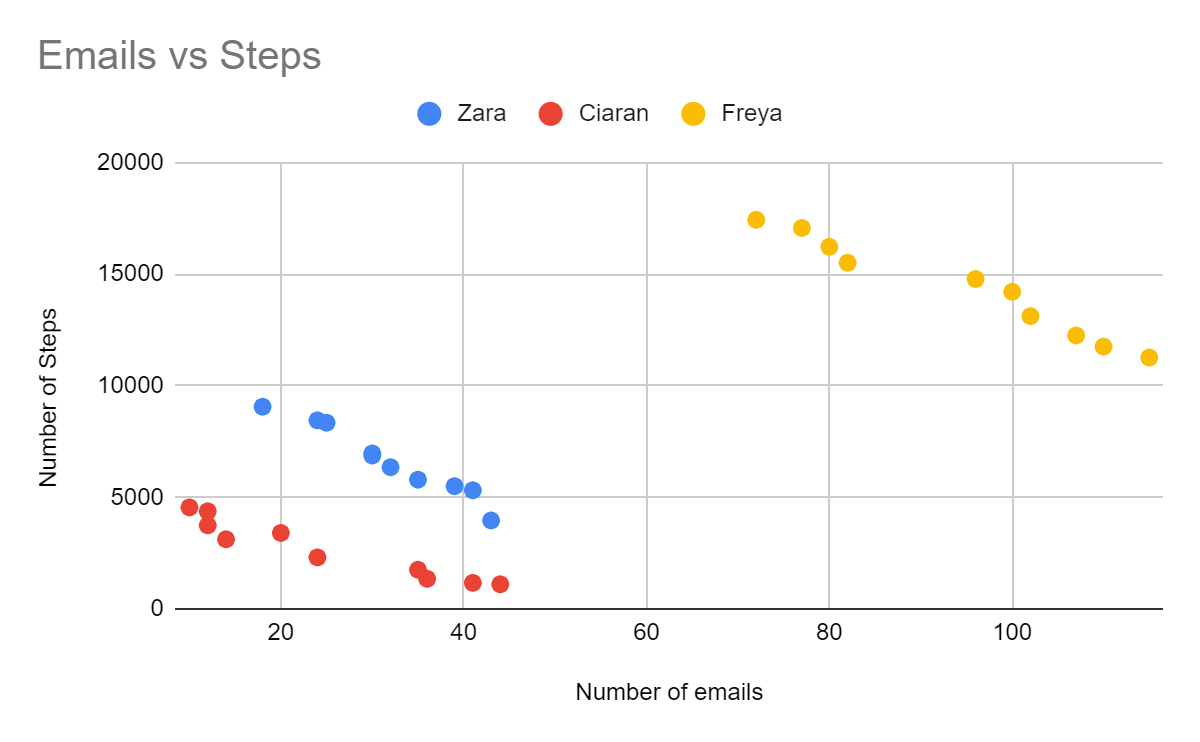 Emails vs Steps
Zara Ciaran Freya
20000
15000
10000
5000
0
Number of Steps
20 40 60 80 100
Number of emails